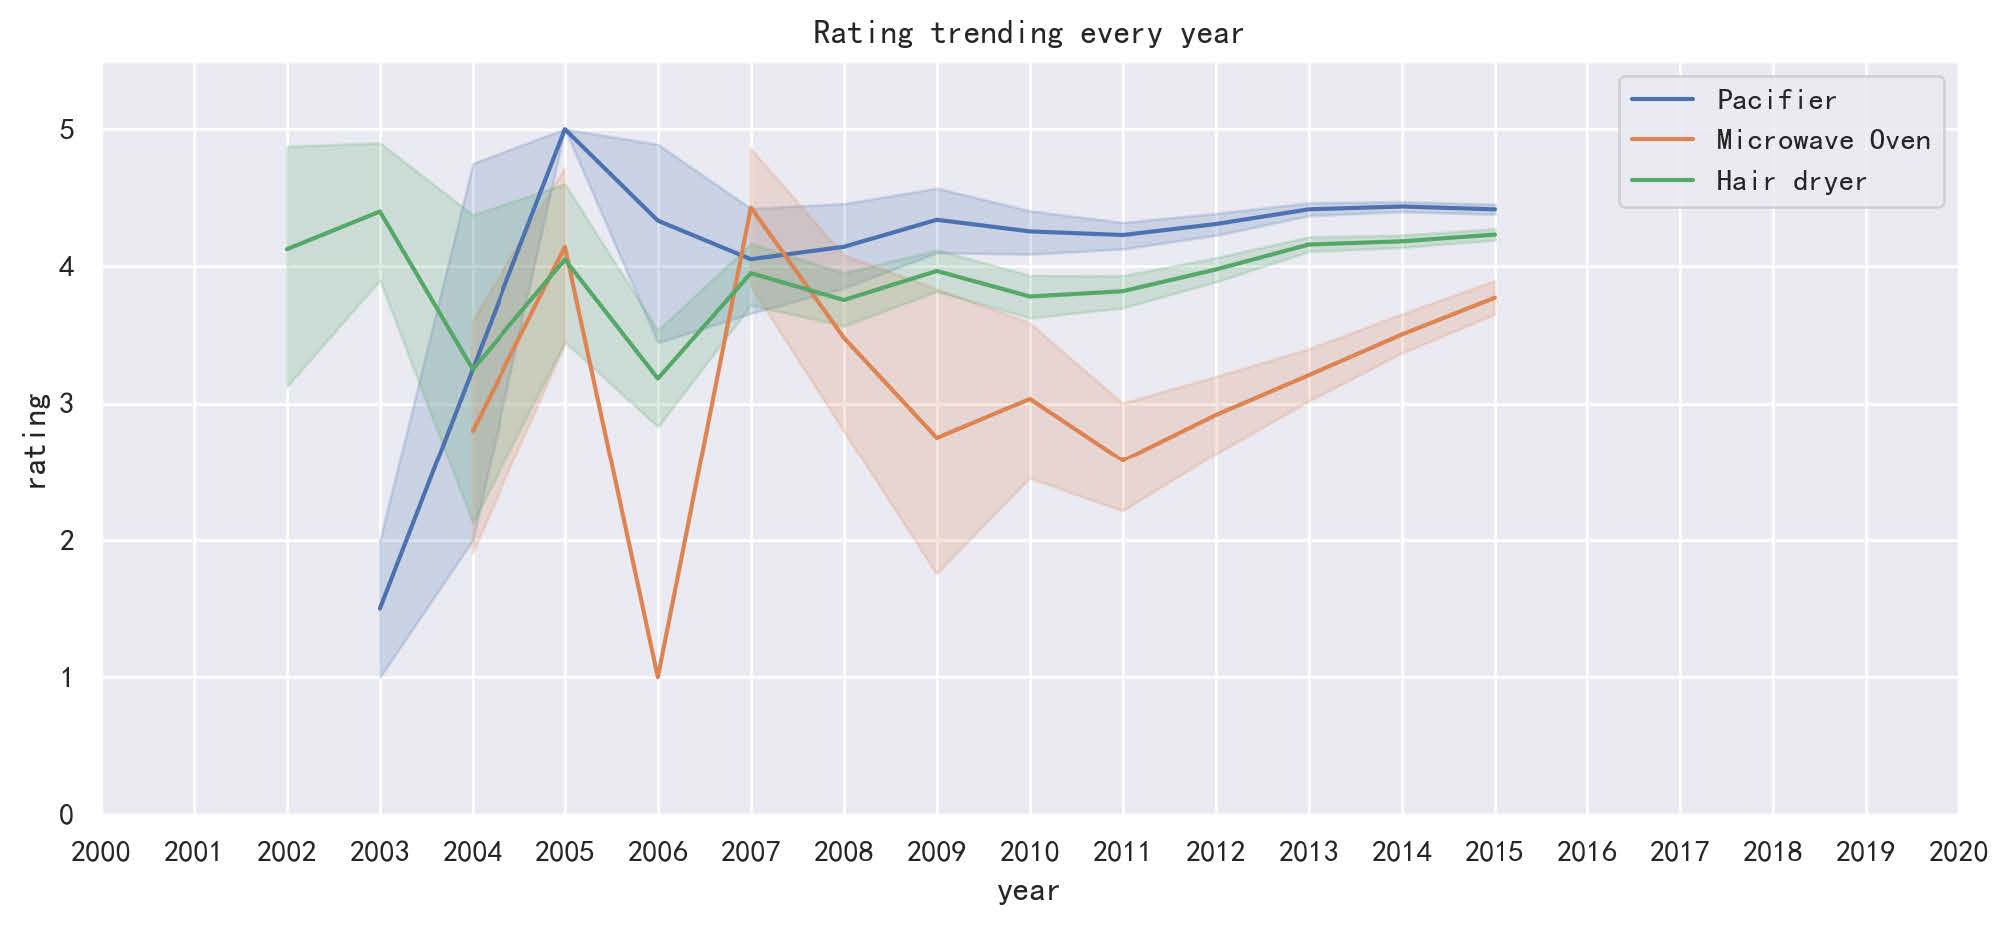 Rating trending every year
Pacifier
Microwave Oven
Hair dryer
rating
5
4
3
2
1
0
2000 2001 2002 2003 2004 2005 2006 2007 2008 2009 2010 2011 2012 2013 2014 2015 2016 2017 2018 2019 2020
year